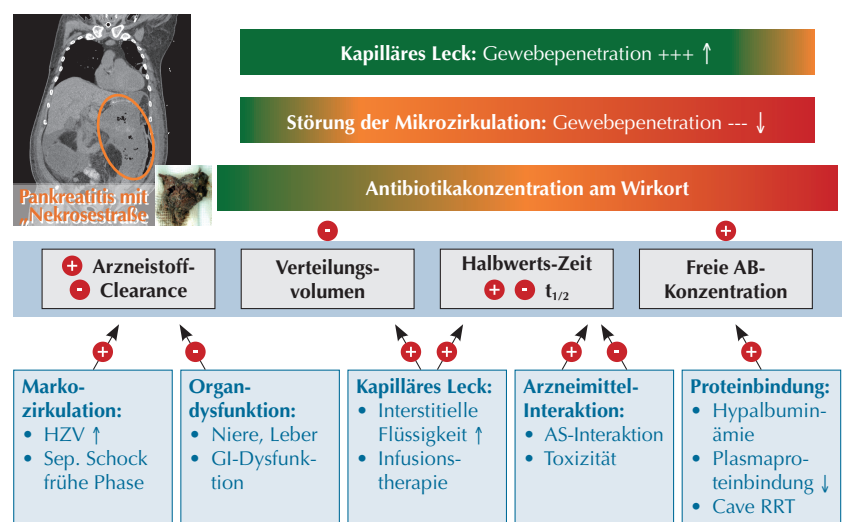 Kapilläres Leck: Gewebepenetration +++ ↑
Störung der Mikrozirkulation: Gewebepenetration --- ↓
Pankreatitis mit
„Nekrosestraße
Antibiotikakonzentration am Wirkort
-
+
+ Arzneistoff-
- Clearance
Verteilungs-
volumen
Halbwerts-Zeit
+ - t1/2
Freie AB-
Konzentration
+
-
+
+
+
-
+
Marko-
zirkulation:
• HZV ↑
• Sep. Schock
frühe Phase
Organ-
dysfunktion:
• Niere, Leber
• GI-Dysfunk-
tion
Kapilläres Leck:
• Interstitielle
Flüssigkeit ↑
• Infusions-
therapie
Arzneimittel-
Interaktion:
• AS-Interaktion
• Toxizität
Proteinbindung:
• Hypalbumin-
ämie
• Plasmapro-
teinbindung ↓
• Cave RRT